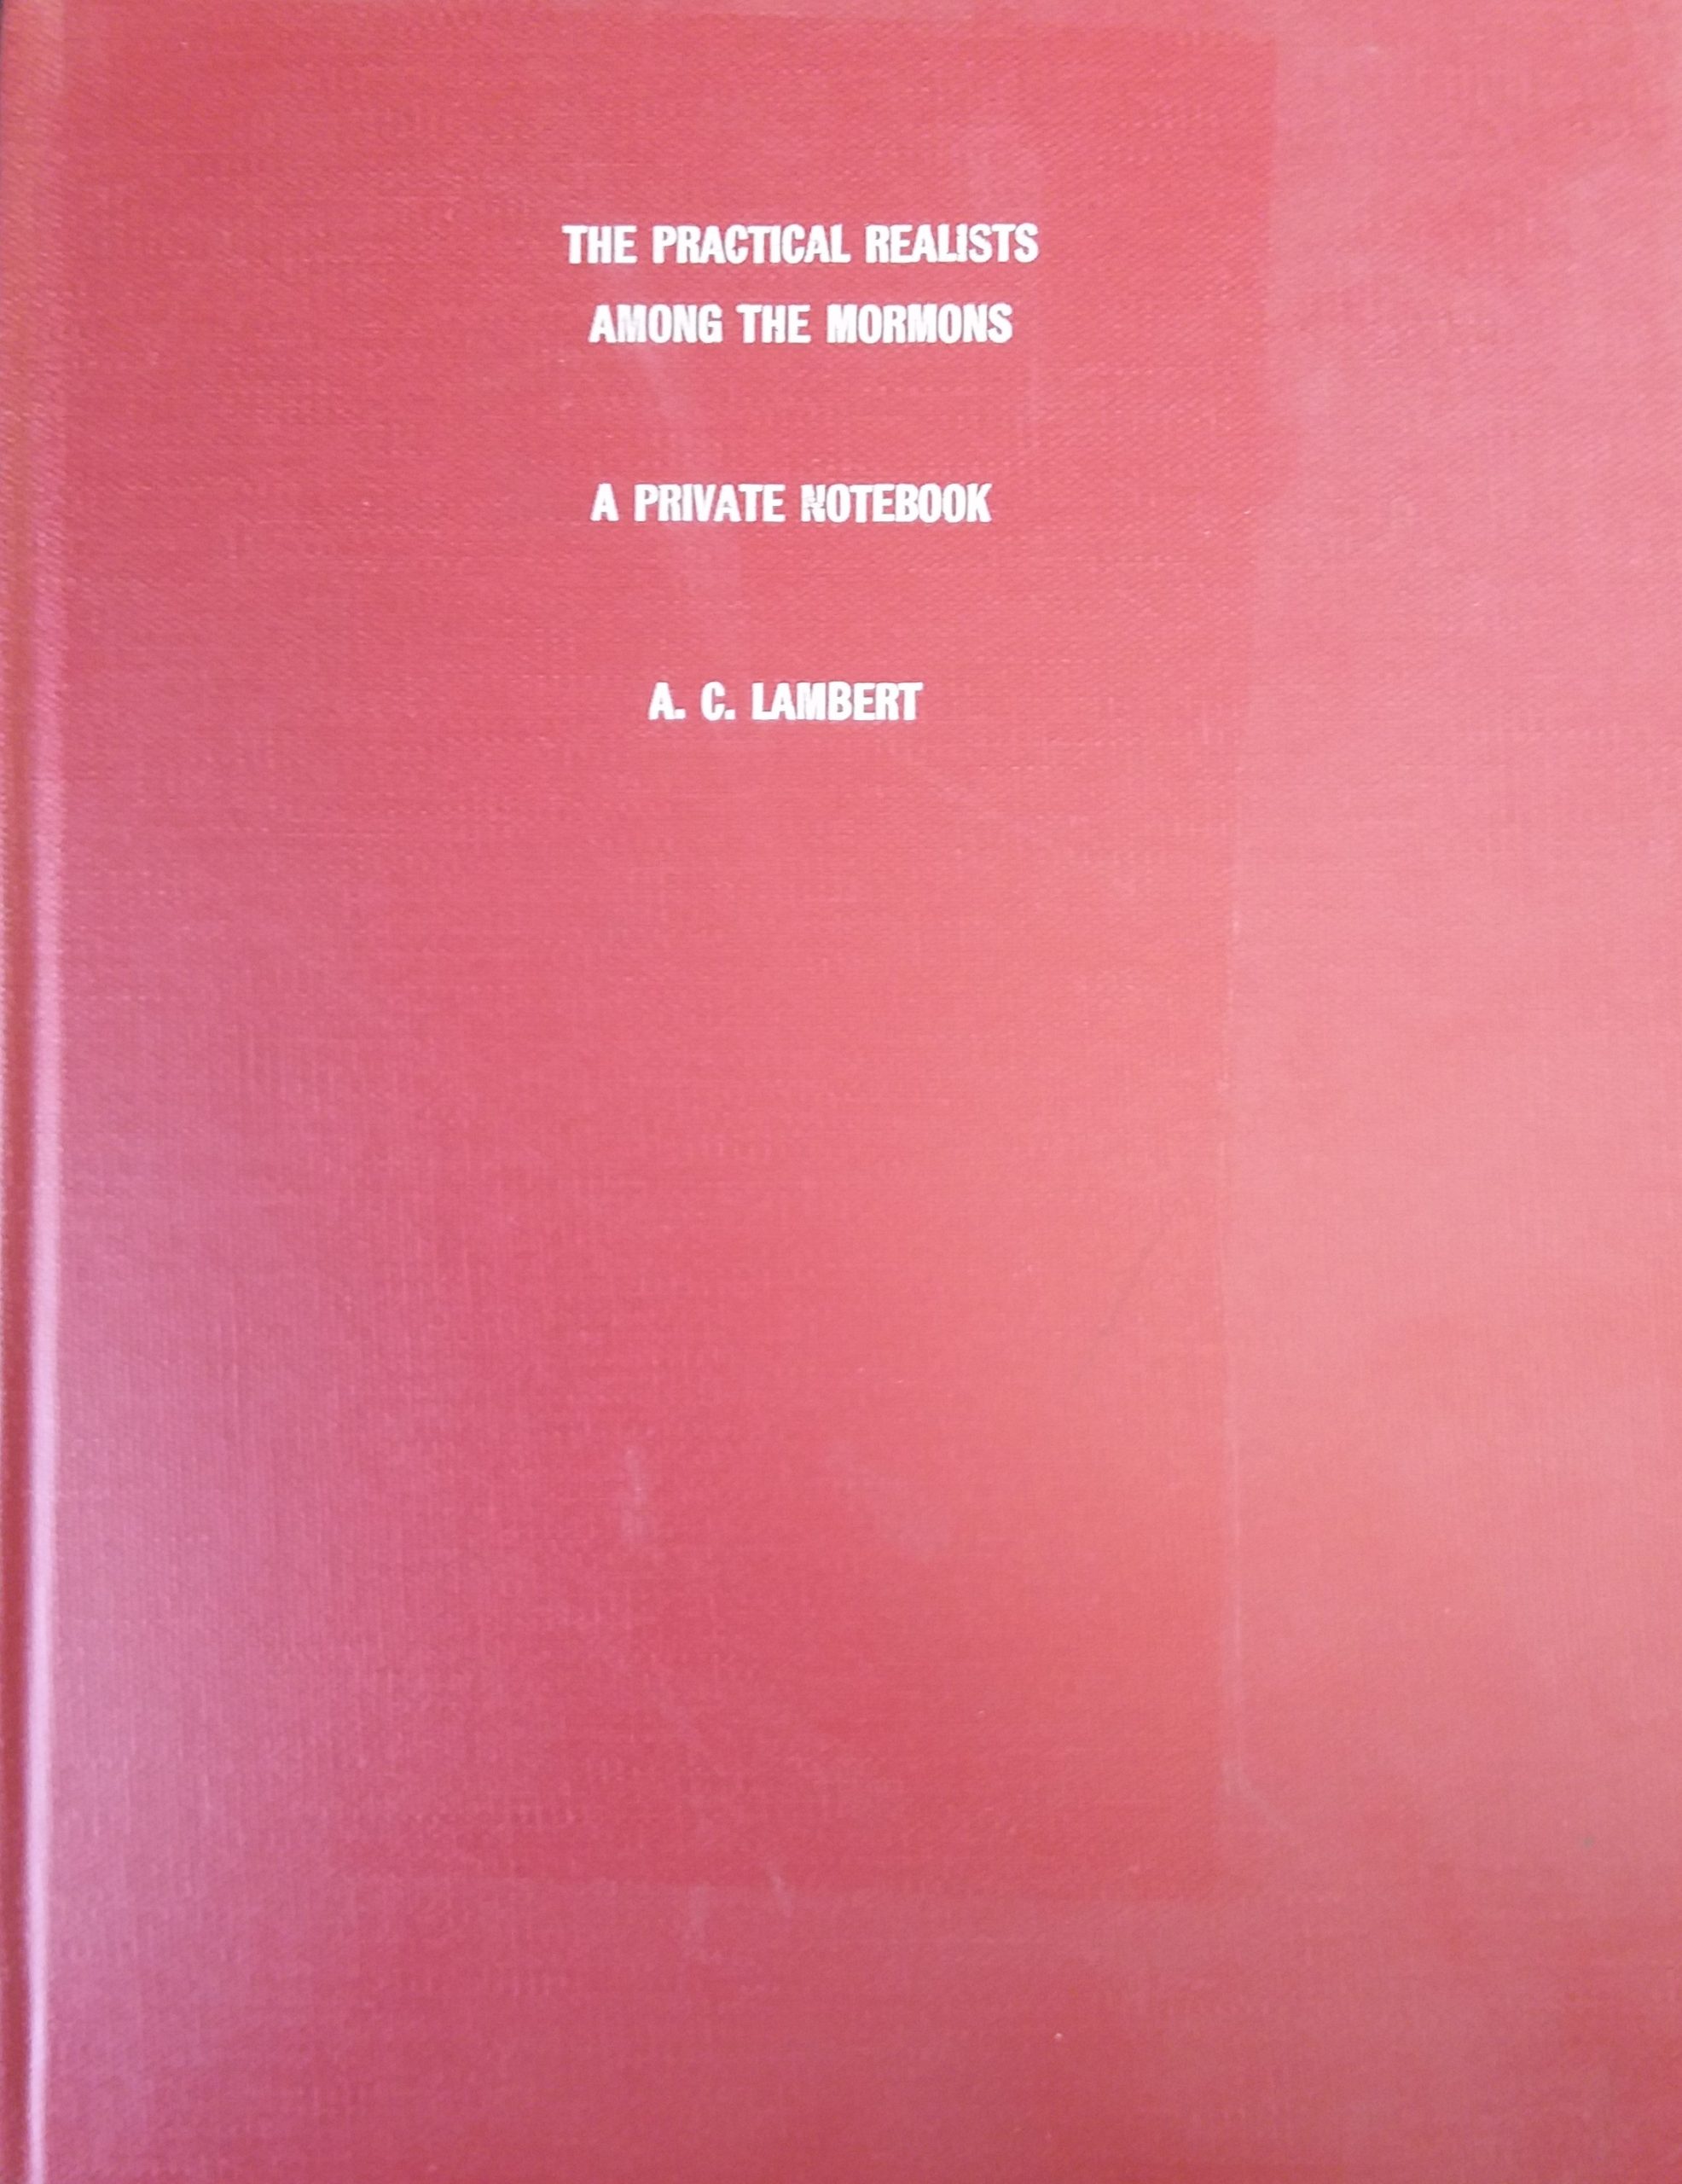 THE PRACTICAL REALISTS
AMONG THE MORMONS
A PRIVATE NOTEBOOK
A. C. LAMBERT